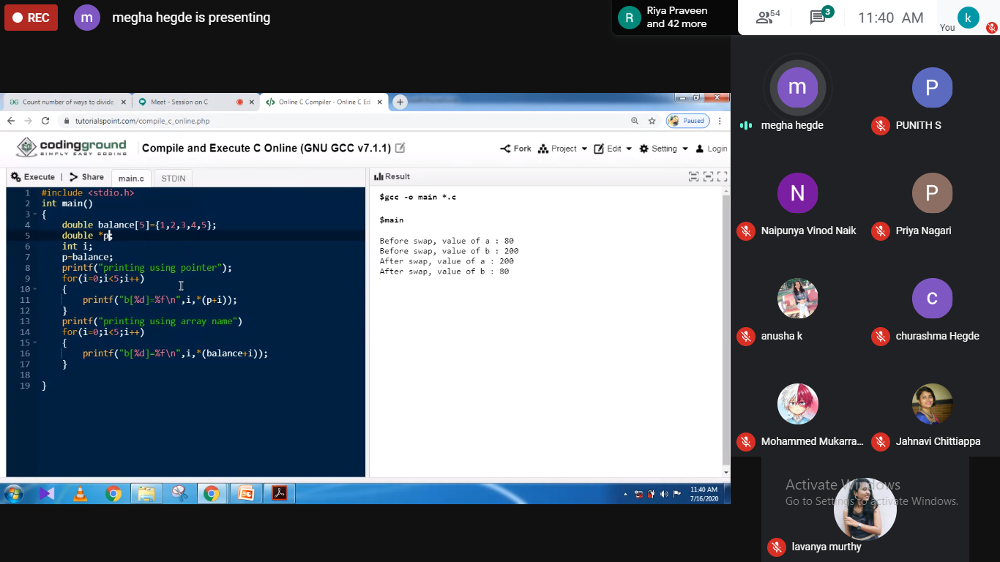 REC
m
megha hegde is presenting
R
Riya Praveen
and 42 more
54
3
11:40 AM
You
k
Count number of ways to divide
Meet - Session on C
Online C Compiler - Online C Edi
tutorialspoint.com/compile_c_online.php
Paused
codingground
SIMPLY EASY CODING
Compile and Execute C Online (GNU GCC v7.1.1)
Fork
Project
Edit
Setting
Login
Execute
Share
main.c
STDIN
Result
1 #include <stdio.h>
2 int main()
3 {
4 double balance[5]={1,2,3,4,5};
5 double *p;
6 int i;
7 p=balance;
8 printf("printing using pointer");
9 for(i=0;i<5;i++)
10 {
11 printf("b[%d]=%f\n",i,*(p+i));
12 }
13 printf("printing using array name")
14 for(i=0;i<5;i++)
15 {
16 printf("b[%d]=%f\n",i,*(balance+i));
17 }
18
19 }
$gcc -o main *.c
$main
Before swap, value of a : 80
Before swap, value of b : 200
After swap, value of a : 200
After swap, value of b : 80
11:40 AM
7/16/2020
m
megha hegde
P
PUNITH S
N
Naipunya Vinod Naik
P
Priya Nagari
anusha k
C
churashma Hegde
Mohammed Mukarra...
Jahnavi Chittiappa
Activate Windows
Go to Settings to activate Windows.
lavanya murthy